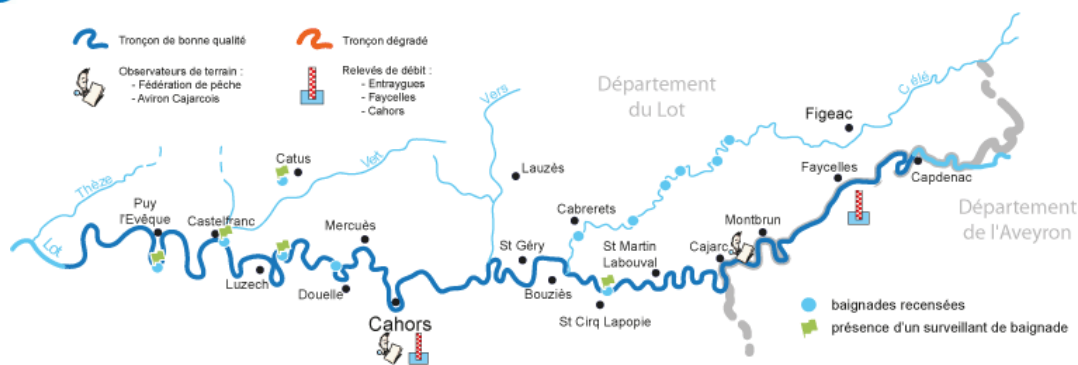 Tronçon de bonne qualité
Tronçon dégradé
Observateurs de terrain :
- Fédération de pêche
- Aviron Cajarcois
Relevés de débit :
- Entraygues
- Faycelles
- Cahors
Département
du Lot
Vers
Célé
Figeac
Catus
Vert
Lauzès
Faycelles
Capdenac
Thèze
Puy
l'Evêque
Castelfranc
Cabrerets
Département
de l'Aveyron
Lot
Mercuès
St Géry
St Martin
Labouval
Cajarc
Montbrun
Luzech
Douelle
Bouziès
St Cirq Lapopie
Cahors
baignades recensées
présence d'un surveillant de baignade